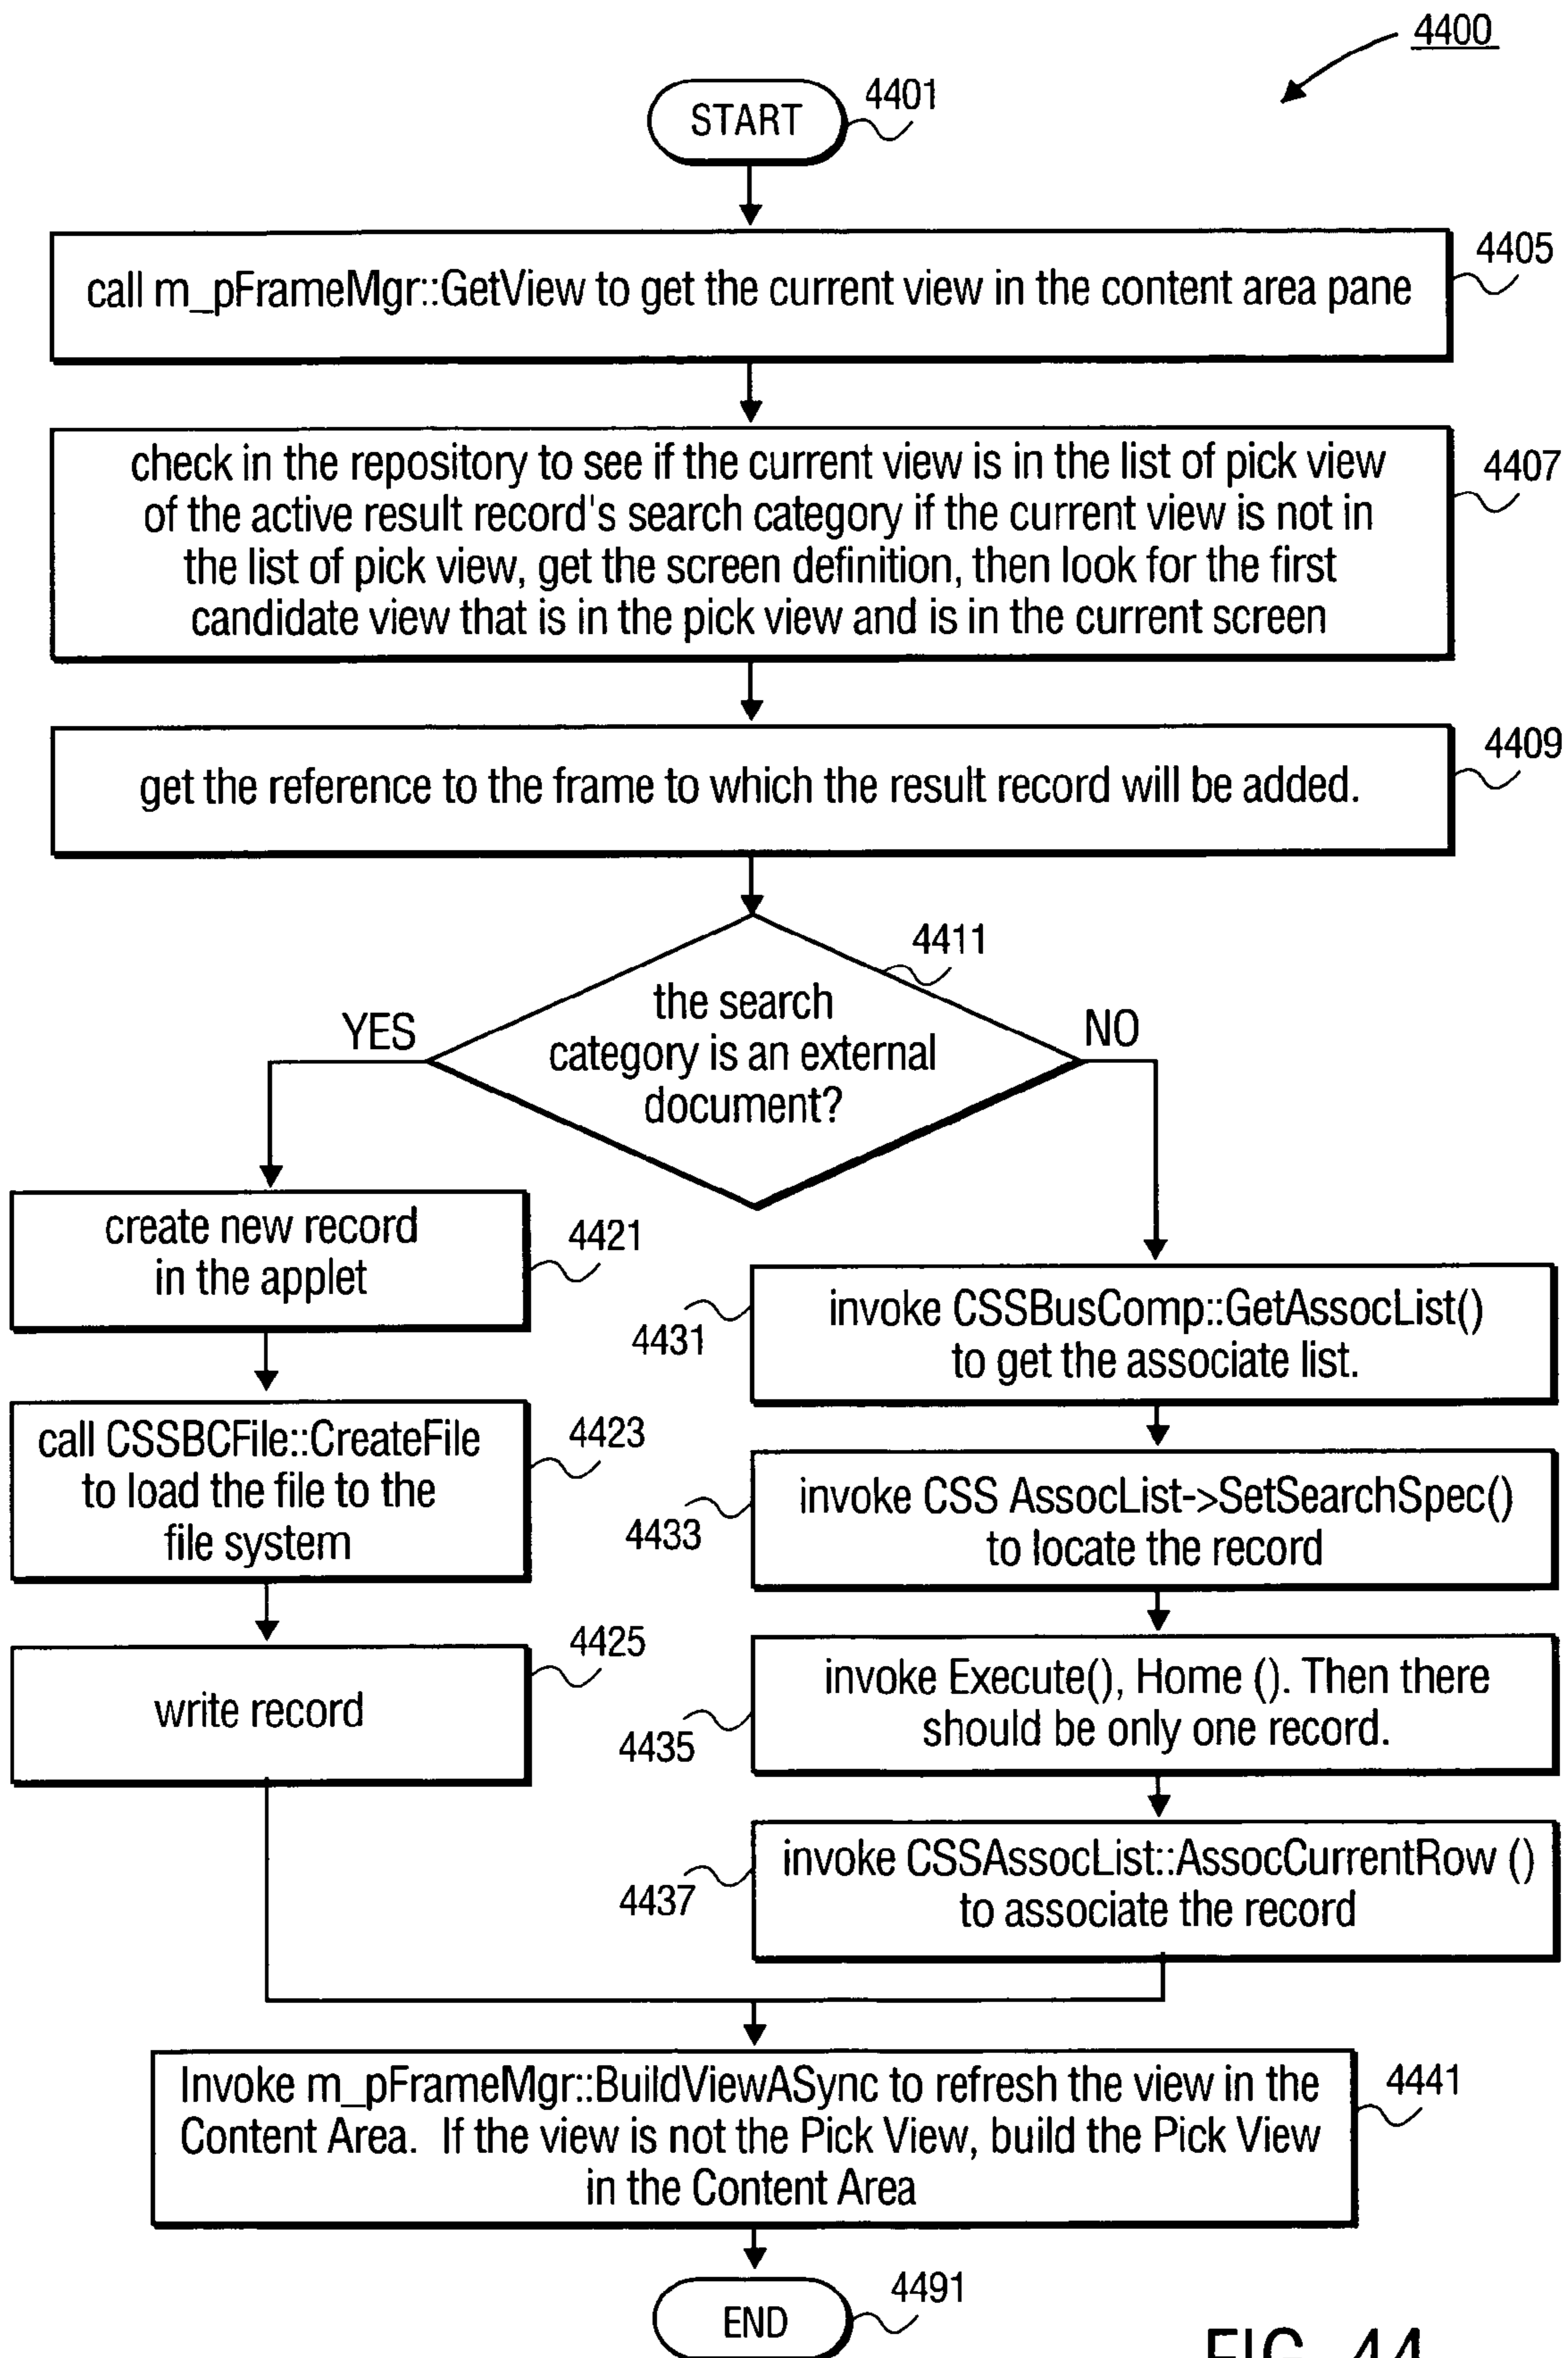 4400
START
4401
call m_pFrameMgr::GetView to get the current view in the content area pane
4405
check in the repository to see if the current view is in the list of pick view
of the active result record's search category if the current view is not in
the list of pick view, get the screen definition, then look for the first
candidate view that is in the pick view and is in the current screen
4407
get the reference to the frame to which the result record will be added.
4409
4411
the search
category is an external
document?
YES
NO
create new record
in the applet
4421
call CSSBCFile::CreateFile
to load the file to the
file system
4423
write record
4425
invoke CSSBusComp::GetAssocList()
to get the associate list.
4431
invoke CSS AssocList->SetSearchSpec()
to locate the record
4433
invoke Execute(), Home (). Then there
should be only one record.
4435
invoke CSSAssocList::AssocCurrentRow ()
to associate the record
4437
Invoke m_pFrameMgr::BuildViewASync to refresh the view in the
Content Area. If the view is not the Pick View, build the Pick View
in the Content Area
4441
END
4491
FIG. 44